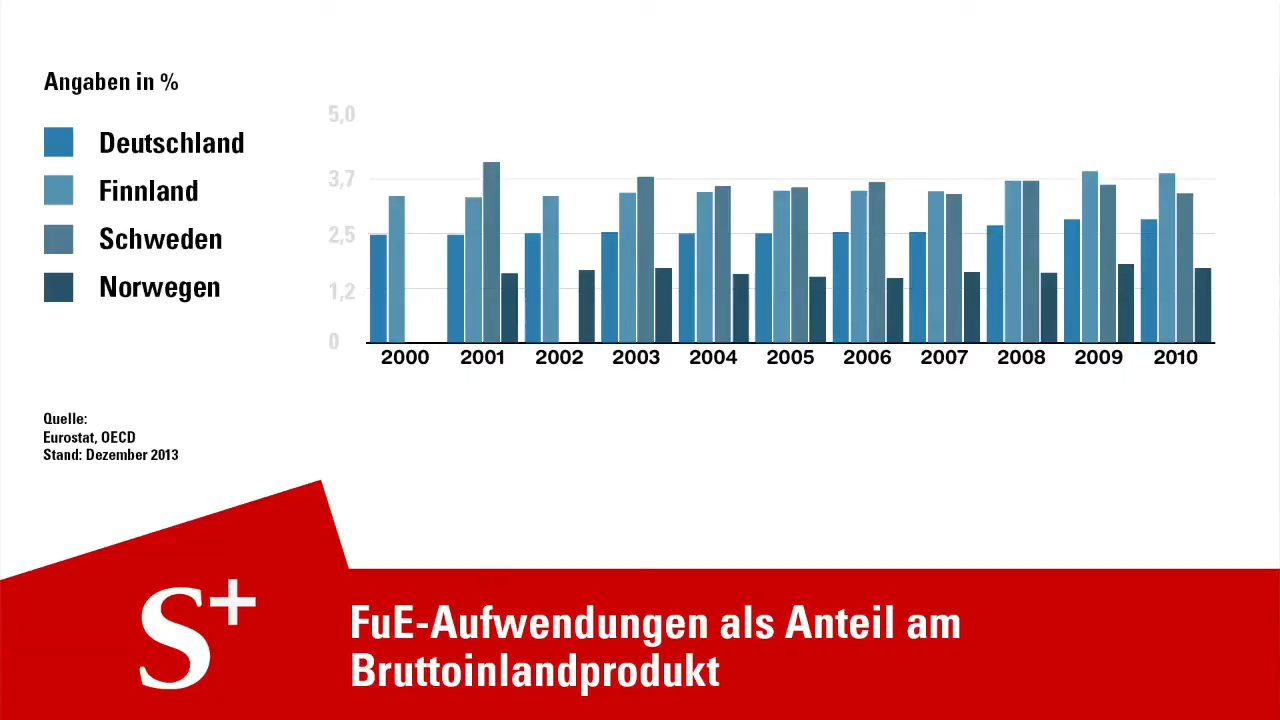 Angaben in %
Deutschland
Finnland
Schweden
Norwegen
5,0
3,7
2,5
1,2
0
2000 2001 2002 2003 2004 2005 2006 2007 2008 2009 2010
Quelle:
Eurostat, OECD
Stand: Dezember 2013
S+
FuE-Aufwendungen als Anteil am
Bruttoinlandprodukt